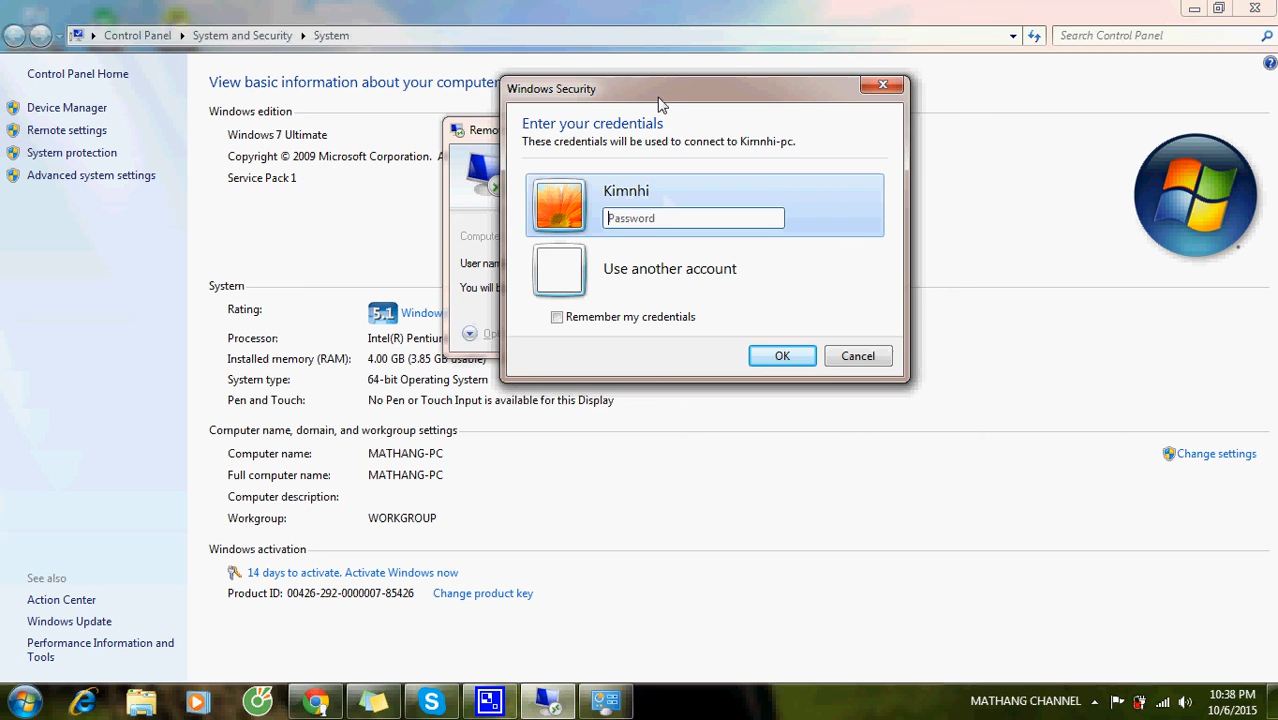 Control Panel
System and Security
System
Search Control Panel
Control Panel Home
Device Manager
Remote settings
System protection
Advanced system settings
View basic information about your computer
Windows edition
Windows 7 Ultimate
Copyright © 2009 Microsoft Corporation. A
Service Pack 1
Windows Security
Enter your credentials
These credentials will be used to connect to Kimnhi-pc.
Kimnhi
Password
Use another account
Remember my credentials
OK
Cancel
Remo
Compute
User nam
You will b
Op
System
Rating:
5.1 Window
Processor:
Intel(R) Pentium
Installed memory (RAM):
4.00 GB (3.85 GB usable)
System type:
64-bit Operating System
Pen and Touch:
No Pen or Touch Input is available for this Display
Computer name, domain, and workgroup settings
Computer name:
MATHANG-PC
Change settings
Full computer name:
MATHANG-PC
Computer description:
Workgroup:
WORKGROUP
Windows activation
14 days to activate. Activate Windows now
Product ID: 00426-292-0000007-85426
Change product key
See also
Action Center
Windows Update
Performance Information and
Tools
MATHANG CHANNEL
10:38 PM
10/6/2015